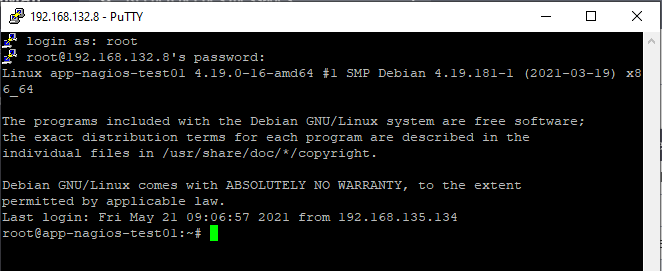 192.168.132.8 - PuTTY
login as: root
root@192.168.132.8's password:
Linux app-nagios-test01 4.19.0-16-amd64 #1 SMP Debian 4.19.181-1 (2021-03-19) x8
6_64
The programs included with the Debian GNU/Linux system are free software;
the exact distribution terms for each program are described in the
individual files in /usr/share/doc/*/copyright.
Debian GNU/Linux comes with ABSOLUTELY NO WARRANTY, to the extent
permitted by applicable law.
Last login: Fri May 21 09:06:57 2021 from 192.168.135.134
root@app-nagios-test01:~#